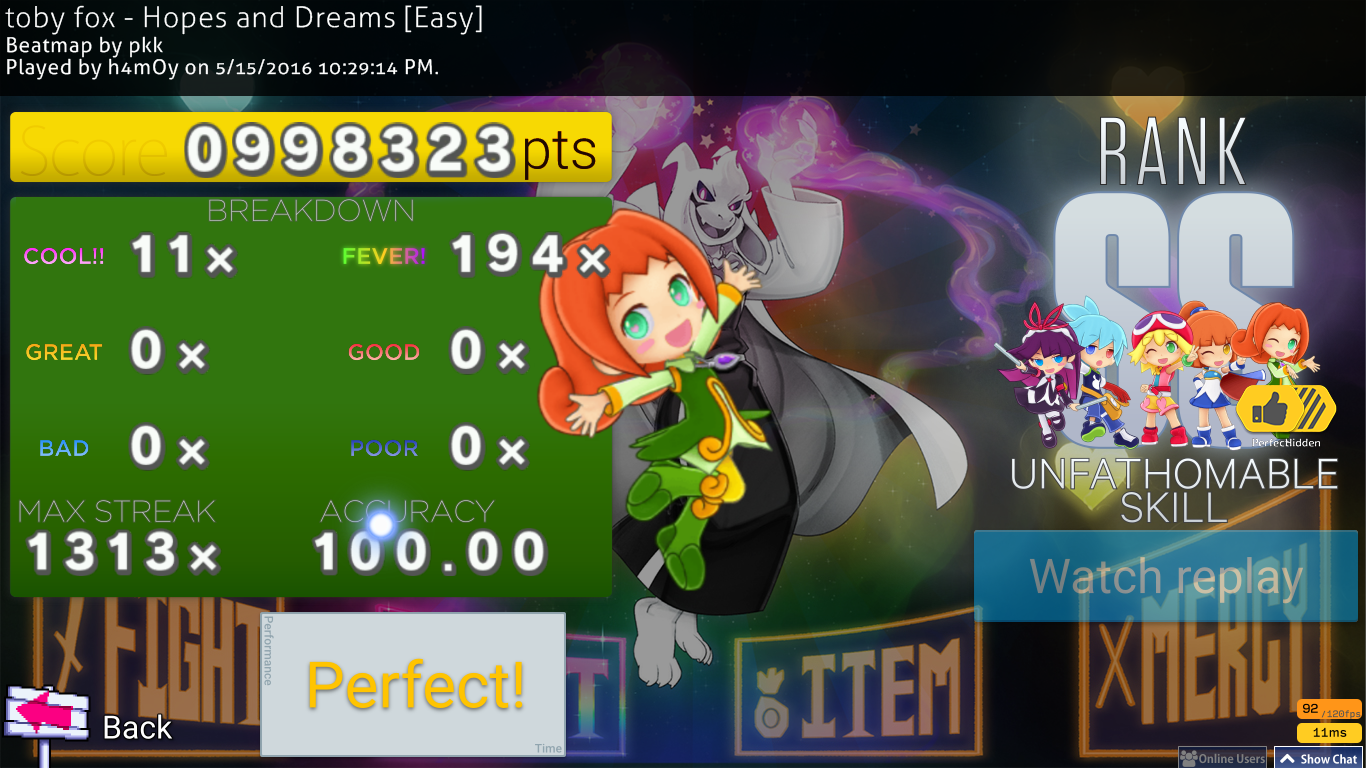 toby fox - Hopes and Dreams [Easy]
Beatmap by pkk
Played by h4mOy on 5/15/2016 10:29:14 PM.
Score 0998323pts
RANK
SS
BREAKDOWN
COOL!! 11x FEVER! 194x
GREAT 0x GOOD 0x
BAD 0x POOR 0x
MAX STREAK ACCURACY
1313x 100.00
PerfecHidden
UNFATHOMABLE
SKILL
Watch replay
Performance
Perfect!
Time
X FIGHT
T
ITEM
X MERCY
Back
92 /120fps
11ms
Online Users
Show Chat